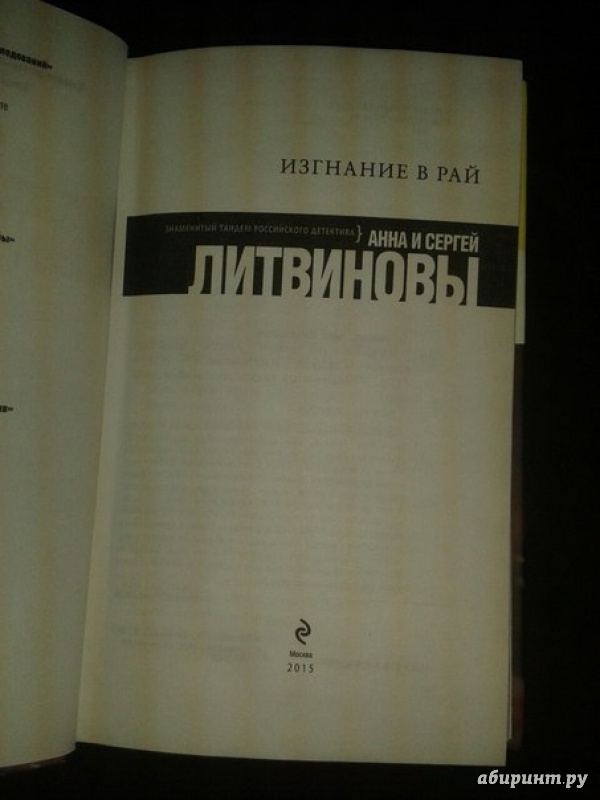 ИЗГНАНИЕ В РАЙ
ЗНАМЕНИТЫЙ ТАНДЕМ РОССИЙСКОГО ДЕТЕКТИВА}
АННА И СЕРГЕЙ
ЛИТВИНОВЫ
Москва
2015
абиринт.ру